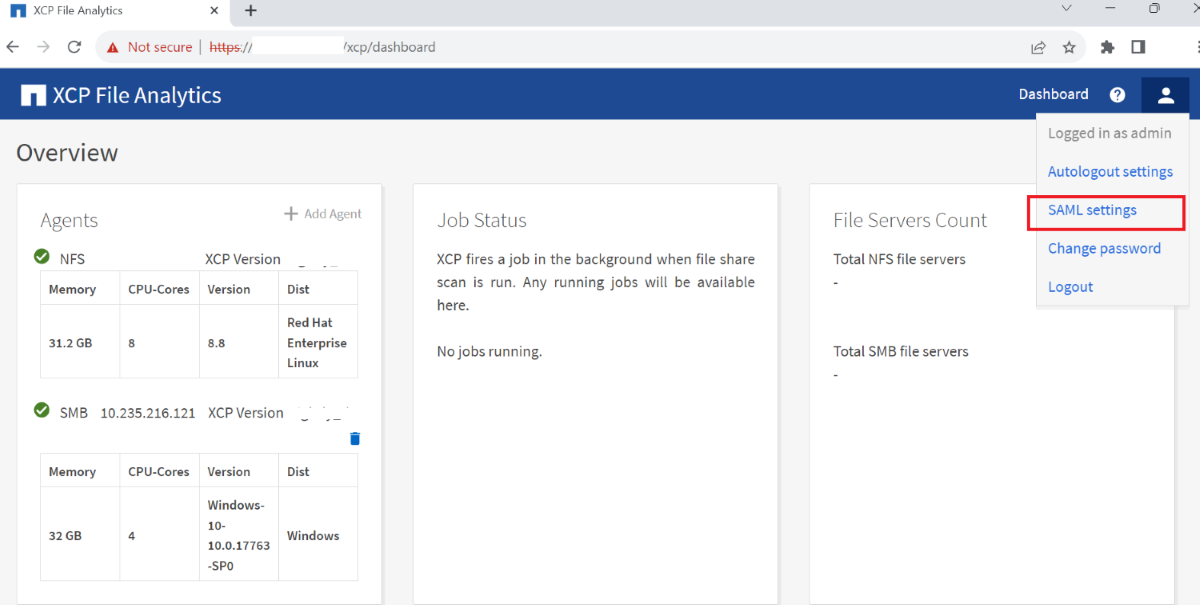 XCP File Analytics
Not secure | https:// /xcp/dashboard
XCP File Analytics
Dashboard
Logged in as admin
Autologout settings
SAML settings
Change password
Logout
Overview
Agents
Add Agent
NFS XCP Version
Memory CPU-Cores Version Dist
31.2 GB 8 8.8 Red Hat
Enterprise
Linux
SMB 10.235.216.121 XCP Version
Memory CPU-Cores Version Dist
32 GB 4 Windows-
10-
10.0.17763
-SP0
Windows
Job Status
XCP fires a job in the background when file share
scan is run. Any running jobs will be available
here.
No jobs running.
File Servers Count
Total NFS file servers
-
Total SMB file servers
-